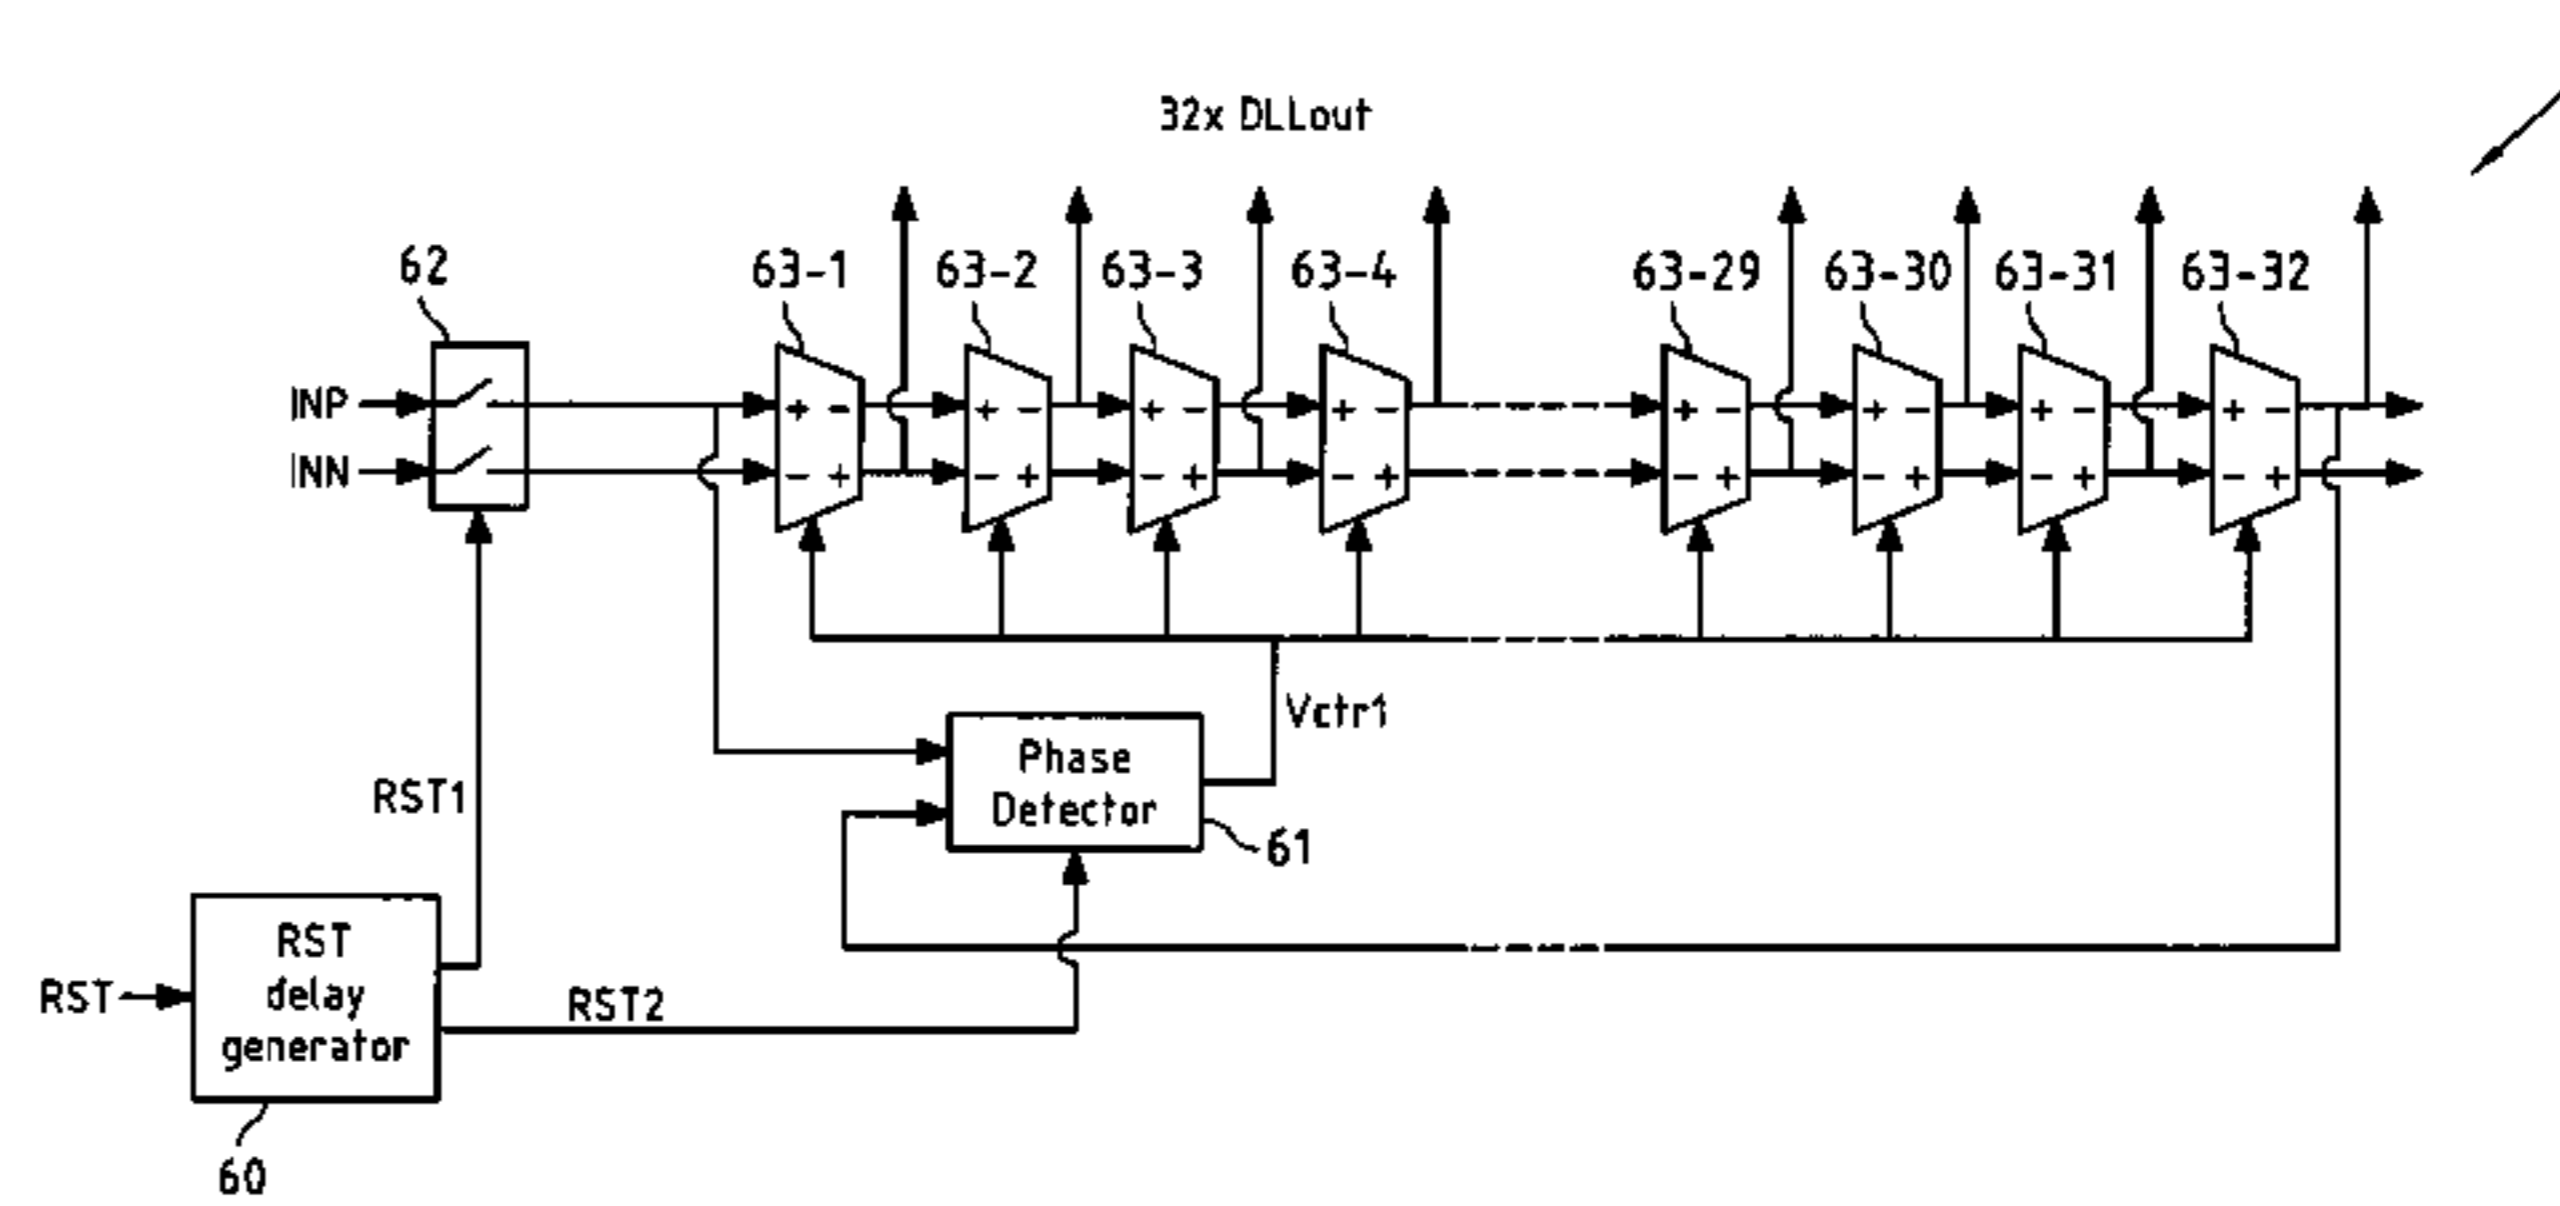 32x DLLout
62
63-1
63-2
63-3
63-4
63-29
63-30
63-31
63-32
INP
INN
+ -
- +
+ -
- +
+ -
- +
+ -
- +
+ -
- +
+ -
- +
+ -
- +
+ -
- +
Vctr1
Phase
Detector
61
RST1
RST
delay
generator
RST
RST2
60